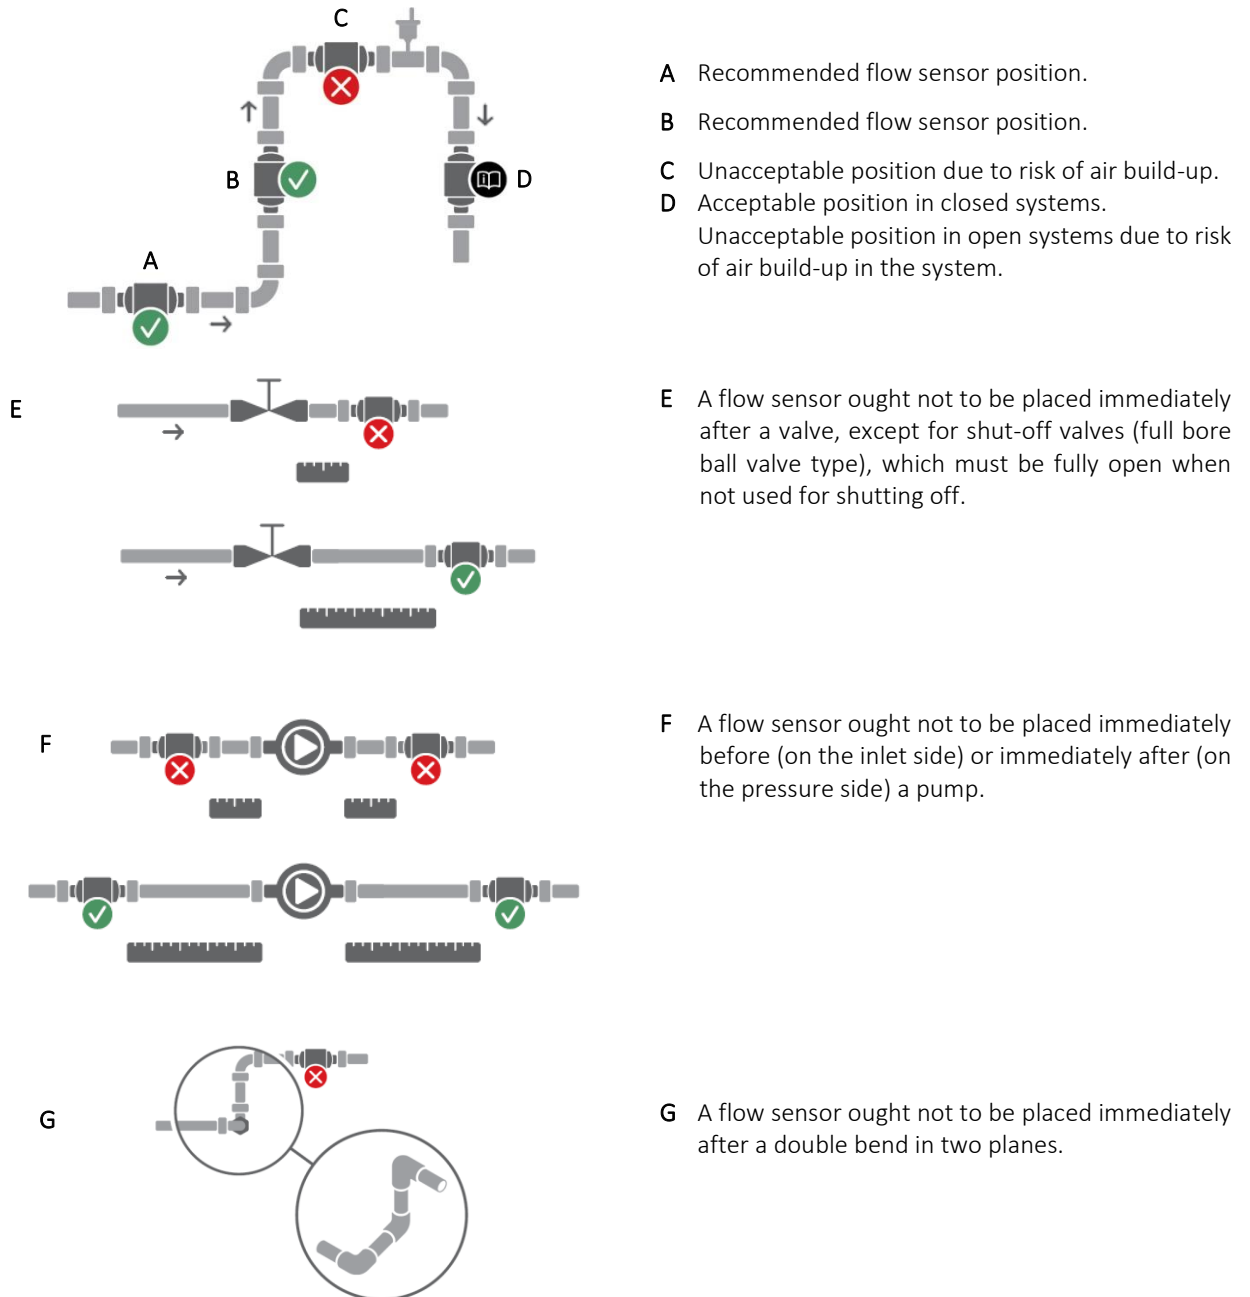 C
B
D
A
A Recommended flow sensor position.
B Recommended flow sensor position.
C Unacceptable position due to risk of air build-up.
D Acceptable position in closed systems.
Unacceptable position in open systems due to risk
of air build-up in the system.
E
E A flow sensor ought not to be placed immediately
after a valve, except for shut-off valves (full bore
ball valve type), which must be fully open when
not used for shutting off.
F
F A flow sensor ought not to be placed immediately
before (on the inlet side) or immediately after (on
the pressure side) a pump.
G
G A flow sensor ought not to be placed immediately
after a double bend in two planes.